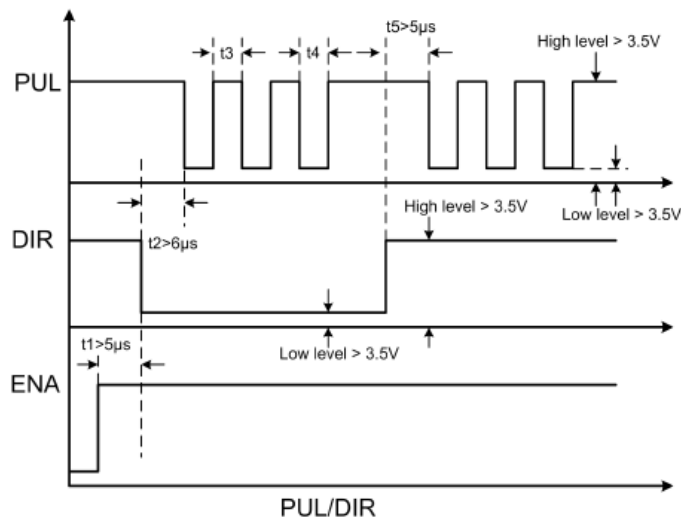 t5>5µs
High level > 3.5V
t3
t4
PUL
Low level > 3.5V
High level > 3.5V
DIR
t2>6µs
t1>5µs
Low level > 3.5V
ENA
PUL/DIR